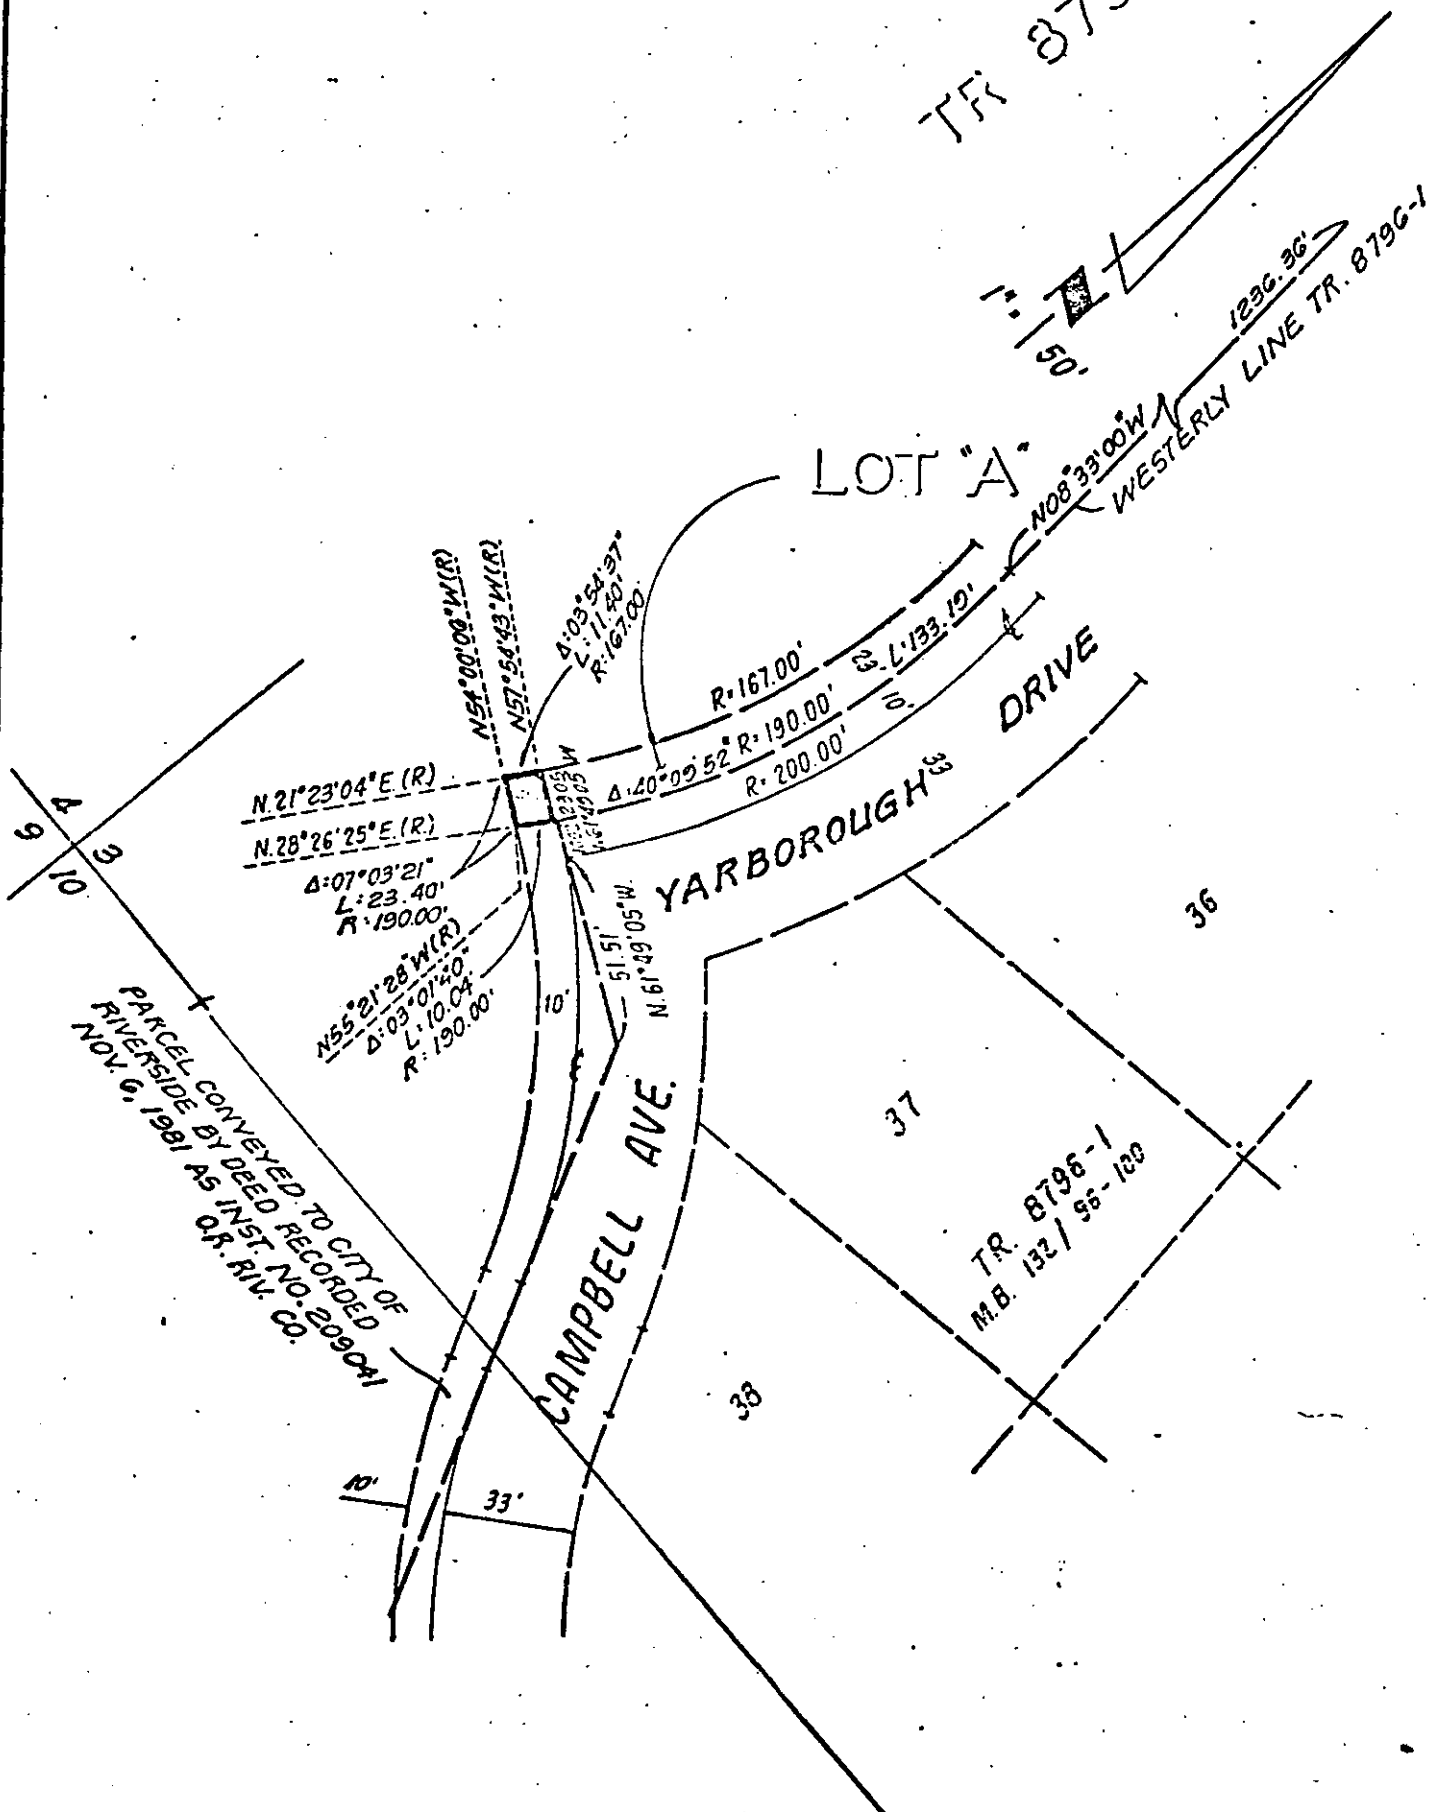 TR 879
1"
50'
1236.36'
WESTERLY LINE TR. 8796-1
N08°33'00"W
LOT "A"
N54°00'00"W(R)
N57°54'43"W(R)
Δ:03°54'37"
L:11.40'
R:167.00'
R:167.00'
23'
L:133.19'
Δ:40°09'52" R:190.00'
10'
R:200.00'
33'
YARBOROUGH DRIVE
N.21°23'04"E.(R)
N.28°26'25"E.(R)
4
9
3
10
Δ:07°03'21"
L:23.40'
R:190.00'
N55°21'28"W(R)
Δ:03°01'40"
L:10.04'
R:190.00'
51.51'
N.61°49'05"W.
10'
PARCEL CONVEYED TO CITY OF
RIVERSIDE BY DEED RECORDED
NOV. 6, 1981 AS INST. NO. 209041
O.R. RIV. CO.
CAMPBELL AVE.
36
37
38
TR. 8796-1
M.B. 132/96-100
10'
33'